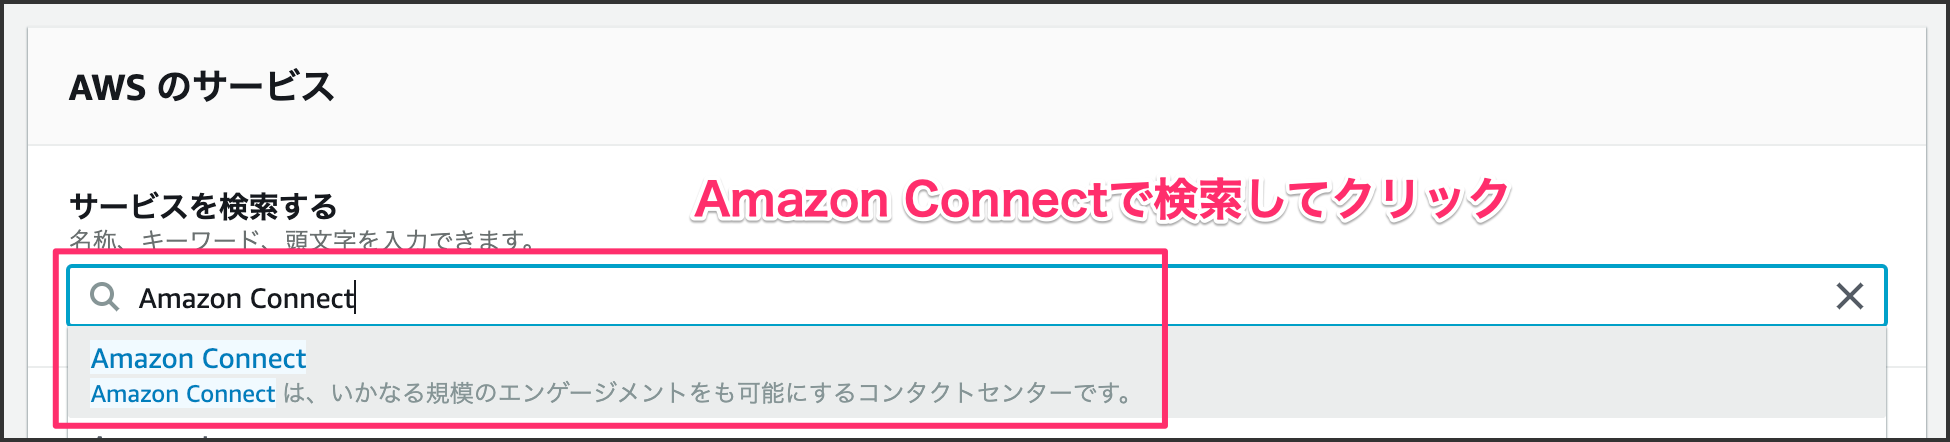 AWS のサービス
Amazon Connectで検索してクリック
サービスを検索する
名称、キーワード、頭文字を入力できます。
Amazon Connect
Amazon Connect
Amazon Connect は、いかなる規模のエンゲージメントをも可能にするコンタクトセンターです。